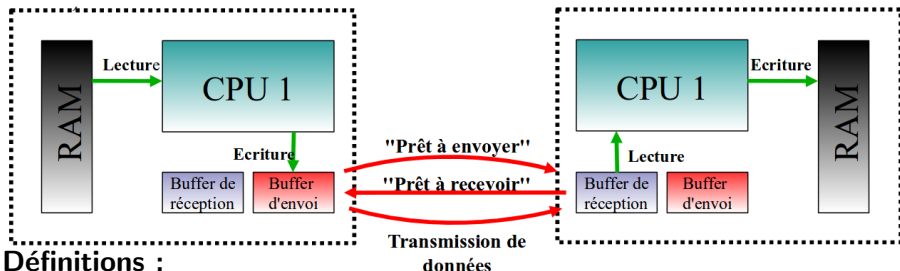 RAM
Lecture
CPU 1
Ecriture
Buffer de
réception
Buffer
d'envoi
"Prêt à envoyer"
"Prêt à recevoir"
Transmission de
données
CPU 1
Ecriture
RAM
Lecture
Buffer de
réception
Buffer
d'envoi
Définitions :